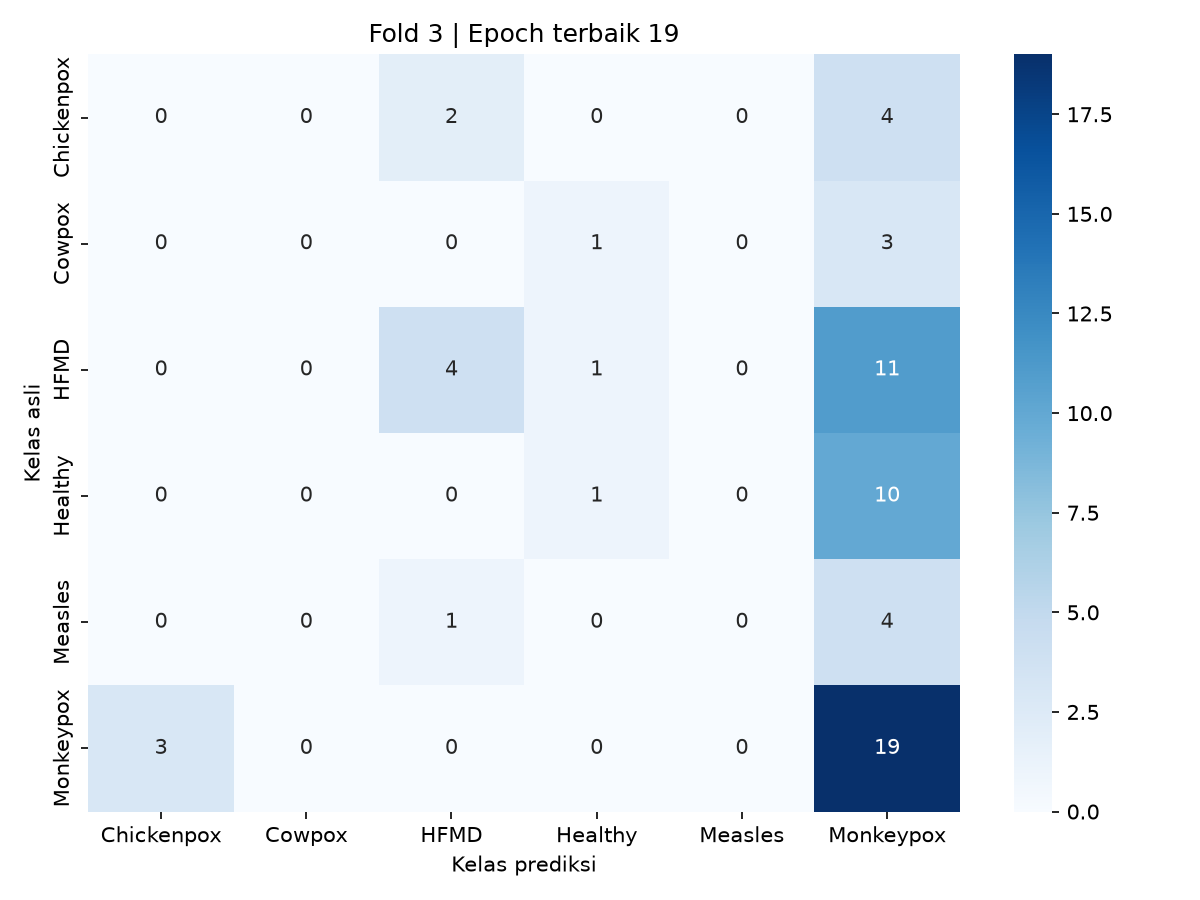 Fold 3 | Epoch terbaik 19
Kelas asli
Chickenpox 0 0 2 0 0 4
Cowpox 0 0 0 1 0 3
HFMD 0 0 4 1 0 11
Healthy 0 0 0 1 0 10
Measles 0 0 1 0 0 4
Monkeypox 3 0 0 0 0 19
Chickenpox Cowpox HFMD Healthy Measles Monkeypox
Kelas prediksi
17.5
15.0
12.5
10.0
7.5
5.0
2.5
0.0